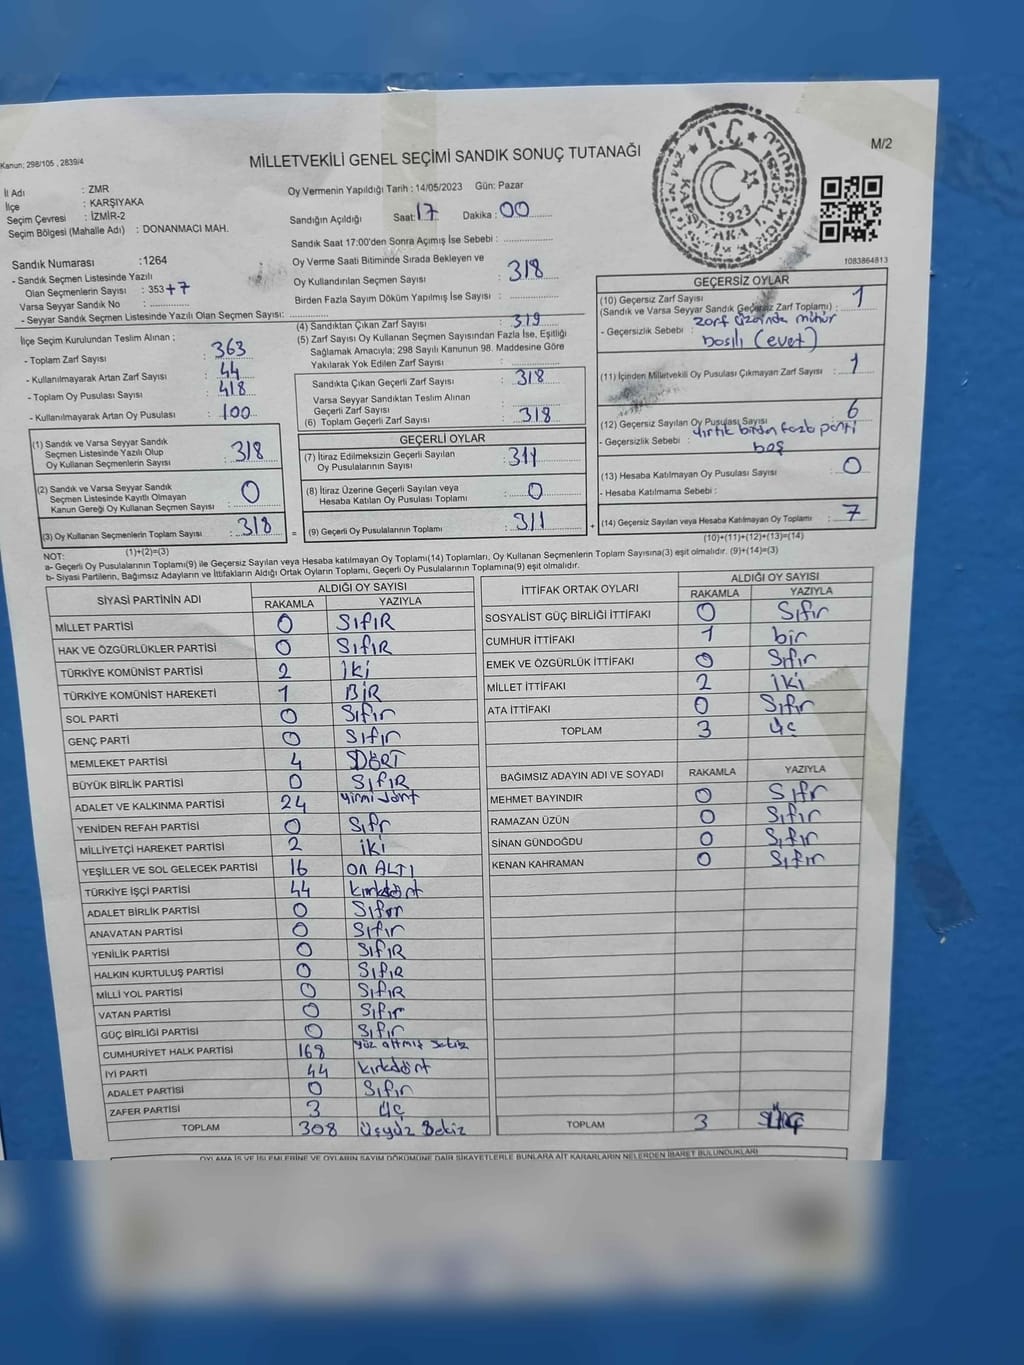 Kanun; 298/105 , 2839/4
MİLLETVEKİLİ GENEL SEÇİMİ SANDIK SONUÇ TUTANAĞI
M/2
İl Adı : ZMR
İlçe : KARŞIYAKA
Seçim Çevresi : İZMİR-2
Seçim Bölgesi (Mahalle Adı) : DONANMACI MAH.
Sandık Numarası :1264
- Sandık Seçmen Listesinde Yazılı
Olan Seçmenlerin Sayısı : 353+7
Varsa Seyyar Sandık No :
- Seyyar Sandık Seçmen Listesinde Yazılı Olan Seçmen Sayısı:
Oy Vermenin Yapıldığı Tarih : 14/05/2023 Gün: Pazar
Sandığın Açıldığı Saat: 17 Dakika : 00
Sandık Saat 17:00'den Sonra Açımış İse Sebebi :
Oy Verme Saati Bitiminde Sırada Bekleyen ve
Oy Kullandırılan Seçmen Sayısı : 318
Birden Fazla Sayım Döküm Yapılmış İse Sayısı :
T.C.
1923
1083864813
İlçe Seçim Kurulundan Teslim Alınan ;
- Toplam Zarf Sayısı : 363
- Kullanılmayarak Artan Zarf Sayısı : 44
- Toplam Oy Pusulası Sayısı : 418
- Kullanılmayarak Artan Oy Pusulası : 100
(1) Sandık ve Varsa Seyyar Sandık
Seçmen Listesinde Yazılı Olup
Oy Kullanan Seçmenlerin Sayısı : 318
(2) Sandık ve Varsa Seyyar Sandık
Seçmen Listesinde Kayıtlı Olmayan
Kanun Gereği Oy Kullanan Seçmen Sayısı : 0
(3) Oy Kullanan Seçmenlerin Toplam Sayısı : 318
(1)+(2)=(3)
(4) Sandıktan Çıkan Zarf Sayısı : 319
(5) Zarf Sayısı Oy Kullanan Seçmen Sayısından Fazla İse, Eşitliği
Sağlamak Amacıyla; 298 Sayılı Kanunun 98. Maddesine Göre
Yakılarak Yok Edilen Zarf Sayısı :
Sandıkta Çıkan Geçerli Zarf Sayısı : 318
Varsa Seyyar Sandıktan Teslim Alınan
Geçerli Zarf Sayısı :
(6) Toplam Geçerli Zarf Sayısı : 318
GEÇERLİ OYLAR
(7) İtiraz Edilmeksizin Geçerli Sayılan
Oy Pusulalarının Sayısı : 311
(8) İtiraz Üzerine Geçerli Sayılan veya
Hesaba Katılan Oy Pusulası Toplamı : 0
= (9) Geçerli Oy Pusulalarının Toplamı : 311 +
GEÇERSİZ OYLAR
(10) Geçersiz Zarf Sayısı
(Sandık ve Varsa Seyyar Sandık Geçersiz Zarf Toplamı) : 1
- Geçersizlik Sebebi : zarf üzerinde mühür
basılı (evet)
(11) İçinden Milletvekili Oy Pusulası Çıkmayan Zarf Sayısı : 1
(12) Geçersiz Sayılan Oy Pusulası Sayısı : 6
- Geçersizlik Sebebi : yırtık birden fazla parti
boş
(13) Hesaba Katılmayan Oy Pusulası Sayısı : 0
- Hesaba Katılmama Sebebi :
(14) Geçersiz Sayılan veya Hesaba Katılmayan Oy Toplamı : 7
(10)+(11)+(12)+(13)=(14)
NOT:
a- Geçerli Oy Pusulalarının Toplamı(9) ile Geçersiz Sayılan veya Hesaba katılmayan Oy Toplamı(14) Toplamları, Oy Kullanan Seçmenlerin Toplam Sayısına(3) eşit olmalıdır. (9)+(14)=(3)
b- Siyasi Partilerin, Bağımsız Adayların ve İttifakların Aldığı Ortak Oyların Toplamı, Geçerli Oy Pusulalarının Toplamına(9) eşit olmalıdır.
SİYASİ PARTİNİN ADI ALDIĞI OY SAYISI
RAKAMLA YAZIYLA
MİLLET PARTİSİ 0 SIFIR
HAK VE ÖZGÜRLÜKLER PARTİSİ 0 SIFIR
TÜRKİYE KOMÜNİST PARTİSİ 2 İKİ
TÜRKİYE KOMÜNİST HAREKETİ 1 BİR
SOL PARTİ 0 Sıfır
GENÇ PARTİ 0 Sıfır
MEMLEKET PARTİSİ 4 DÖRT
BÜYÜK BİRLİK PARTİSİ 0 SIFIR
ADALET VE KALKINMA PARTİSİ 24 yirmi dört
YENİDEN REFAH PARTİSİ 0 Sıfır
MİLLİYETÇİ HAREKET PARTİSİ 2 iki
YEŞİLLER VE SOL GELECEK PARTİSİ 16 on ALTI
TÜRKİYE İŞÇİ PARTİSİ 44 kırkdört
ADALET BİRLİK PARTİSİ 0 Sıfır
ANAVATAN PARTİSİ 0 Sıfır
YENİLİK PARTİSİ 0 SıfıR
HALKIN KURTULUŞ PARTİSİ 0 SıfıR
MİLLİ YOL PARTİSİ 0 SıfıR
VATAN PARTİSİ 0 Sıfır
GÜÇ BİRLİĞİ PARTİSİ 0 Sıfır
CUMHURİYET HALK PARTİSİ 168 yüz altmış sekiz
İYİ PARTİ 44 kırkdört
ADALET PARTİSİ 0 Sıfır
ZAFER PARTİSİ 3 üç
TOPLAM 308 üçyüz Sekiz
İTTİFAK ORTAK OYLARI ALDIĞI OY SAYISI
RAKAMLA YAZIYLA
SOSYALİST GÜÇ BİRLİĞİ İTTİFAKI 0 Sıfır
CUMHUR İTTİFAKI 1 bir
EMEK VE ÖZGÜRLÜK İTTİFAKI 0 Sıfır
MİLLET İTTİFAKI 2 iki
ATA İTTİFAKI 0 Sıfır
TOPLAM 3 üç
BAĞIMSIZ ADAYIN ADI VE SOYADI RAKAMLA YAZIYLA
MEHMET BAYINDIR 0 Sıfır
RAMAZAN ÜZÜN 0 Sıfır
SİNAN GÜNDOĞDU 0 Sıfır
KENAN KAHRAMAN 0 Sıfır
TOPLAM 3
OYLAMA İŞ VE İŞLEMLERİNE VE OYLARIN SAYIM DÖKÜMÜNE DAİR ŞİKAYETLERLE BUNLARA AİT KARARLARIN NELERDEN İBARET BULUNDUKLARI